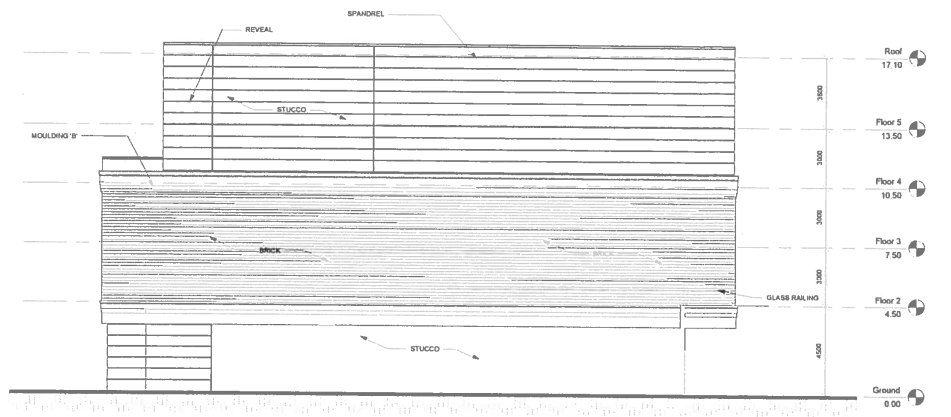 SPANDREL
REVEAL
Roof
17.10
STUCCO
Floor 5
13.50
MOULDING 'B'
3000
Floor 4
10.50
3000
BRICK
BRICK
Floor 3
7.50
3000
GLASS RAILING
Floor 2
4.50
STUCCO
4500
Ground
0.00